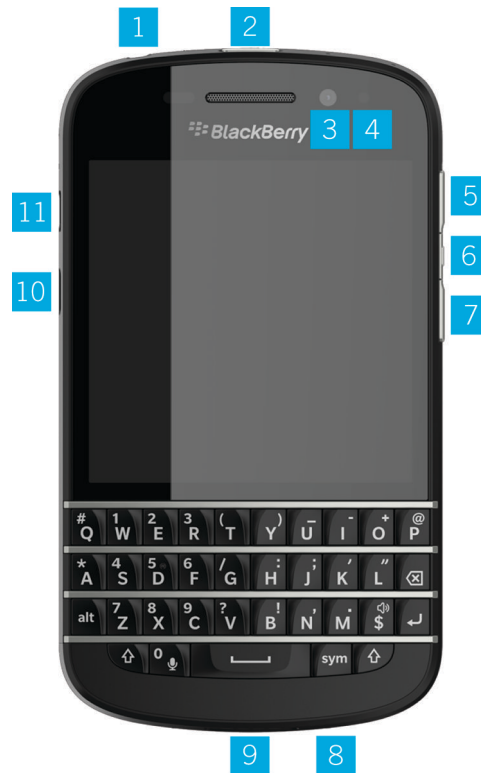 1 2
BlackBerry 3 4
5
11
6
10
7
# 1 2 3 ( ) _ - + @
Q W E R T Y U I O P
* 4 5 6 / : ; ' "
A S D F G H J K L
7 8 9 ? ! , .
alt Z X C V B N M $
0 sym
9 8